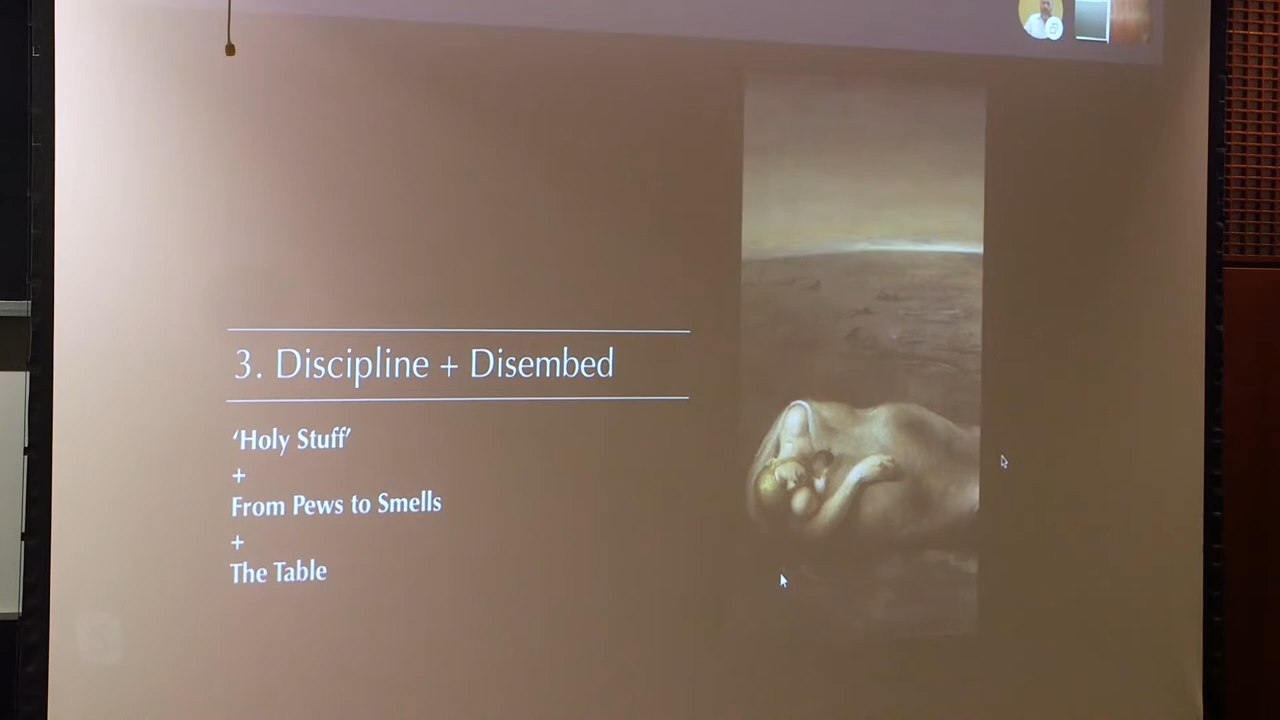 3. Discipline + Disembed
‘Holy Stuff’
+
From Pews to Smells
+
The Table